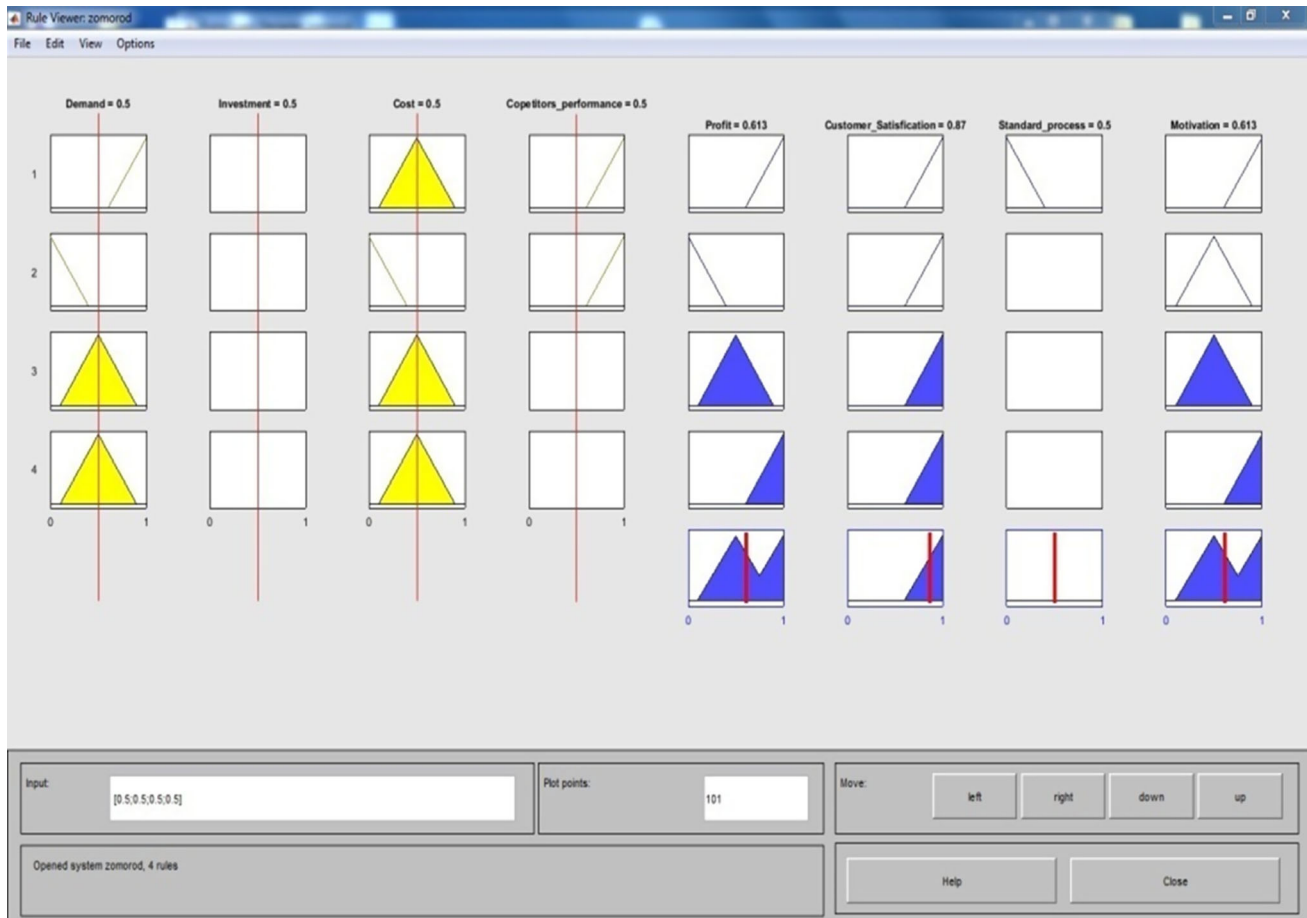 Rule Viewer: zomorod
File Edit View Options
Demand = 0.5 Investment = 0.5 Cost = 0.5 Copetitors_performance = 0.5
Profit = 0.613 Customer_Satisfication = 0.87 Standard_process = 0.5 Motivation = 0.613
1
2
3
4
0 1 0 1 0 1 0 1
0 1 0 1 0 1 0 1
Input: [0.5;0.5;0.5;0.5] Plot points: 101 Move: left right down up
Opened system zomorod, 4 rules Help Close